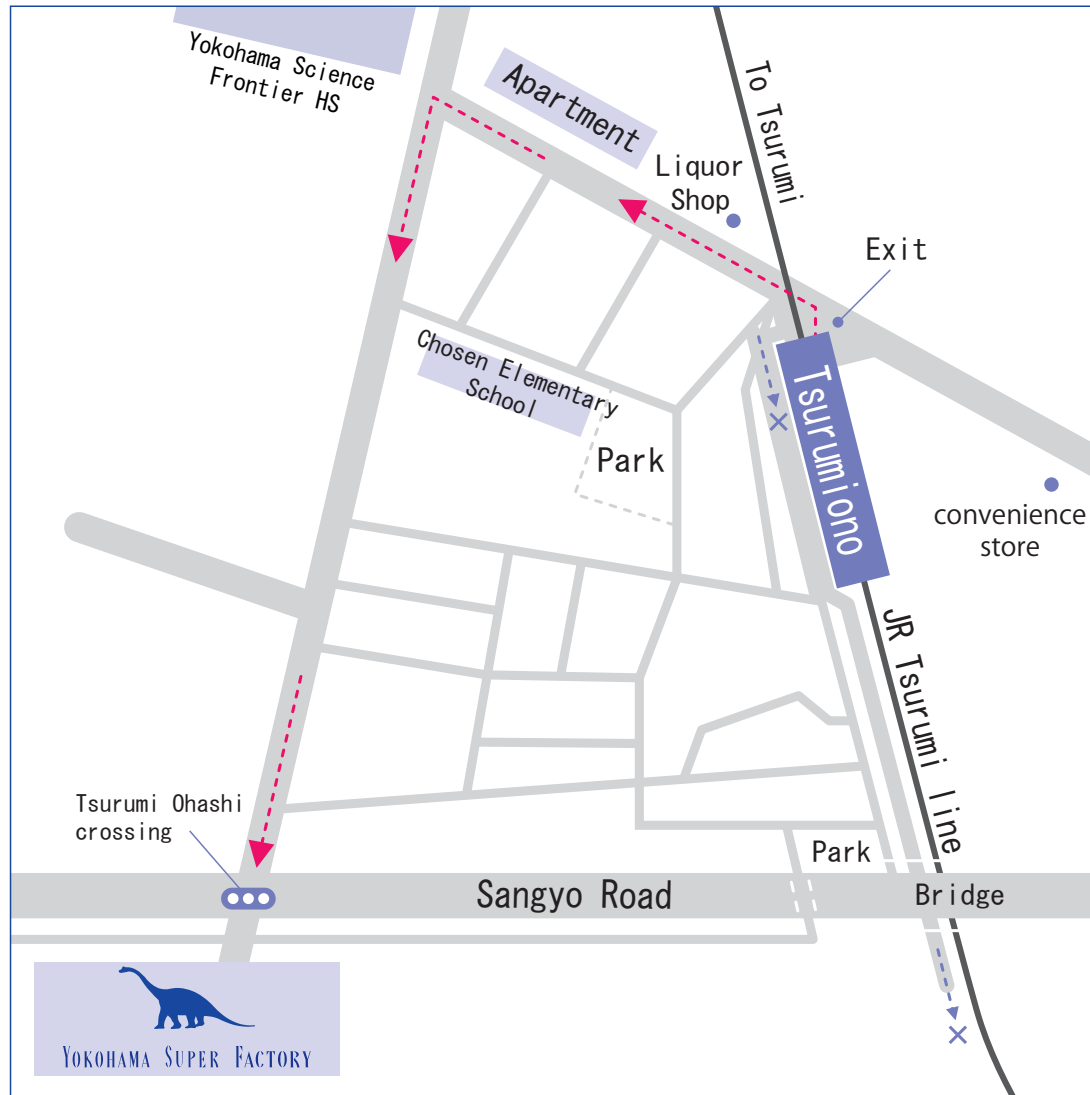 Yokohama Science
Frontier HS
Apartment
To Tsurumi
Liquor
Shop
Exit
Chosen Elementary
School
Park
Tsurumiono
convenience
store
JR Tsurumi line
Tsurumi Ohashi
crossing
Park
Sangyo Road
Bridge
YOKOHAMA SUPER FACTORY